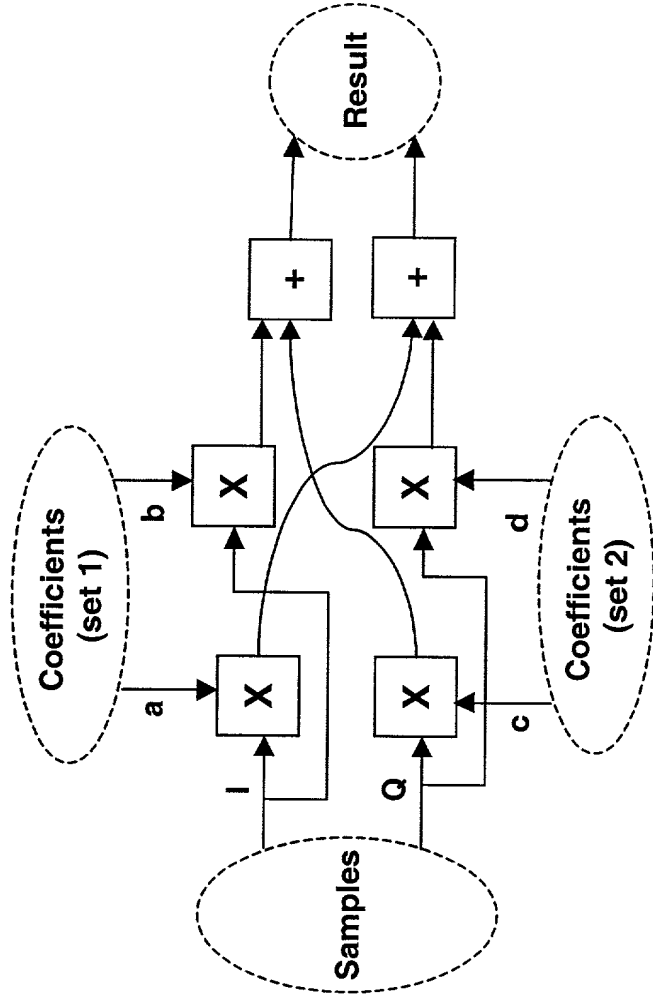 Coefficients
(set 1)
a
b
I
X
X
+
Samples
Result
Q
X
X
+
c
d
Coefficients
(set 2)